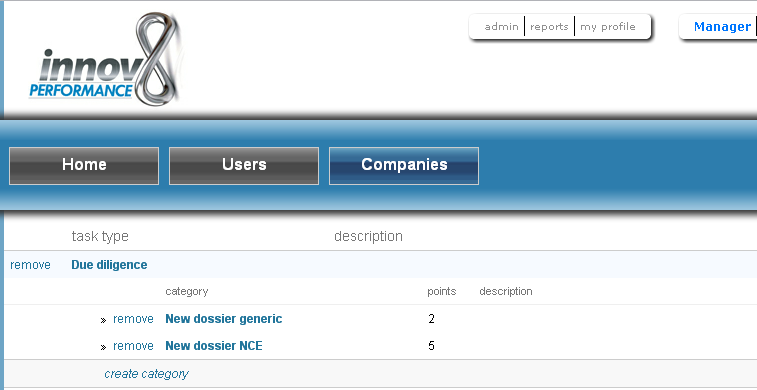 admin reports my profile Manager
innov8
PERFORMANCE
Home Users Companies
task type description
remove Due diligence
category points description
» remove New dossier generic 2
» remove New dossier NCE 5
create category